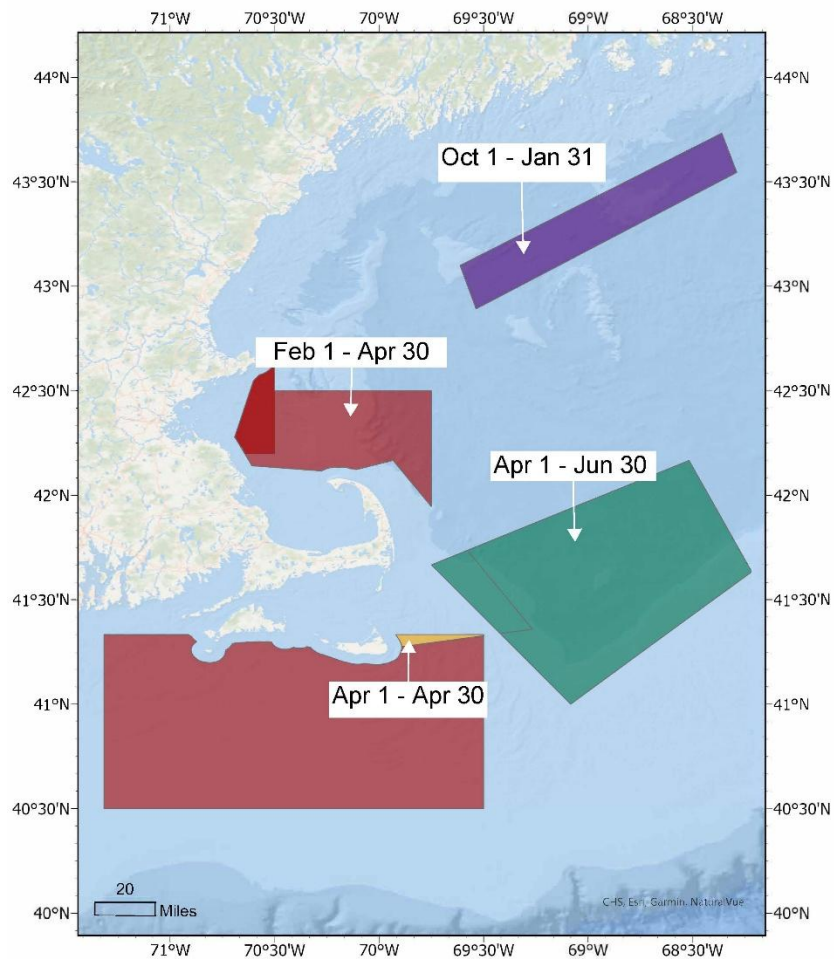 71°W 70°30'W 70°W 69°30'W 69°W 68°30'W
44°N 44°N
Oct 1 - Jan 31
43°30'N 43°30'N
43°N 43°N
Feb 1 - Apr 30
42°30'N 42°30'N
Apr 1 - Jun 30
42°N 42°N
41°30'N 41°30'N
Apr 1 - Apr 30
41°N 41°N
40°30'N 40°30'N
20
Miles
CHS, Esri, Garmin, NaturalVue
40°N 40°N
71°W 70°30'W 70°W 69°30'W 69°W 68°30'W